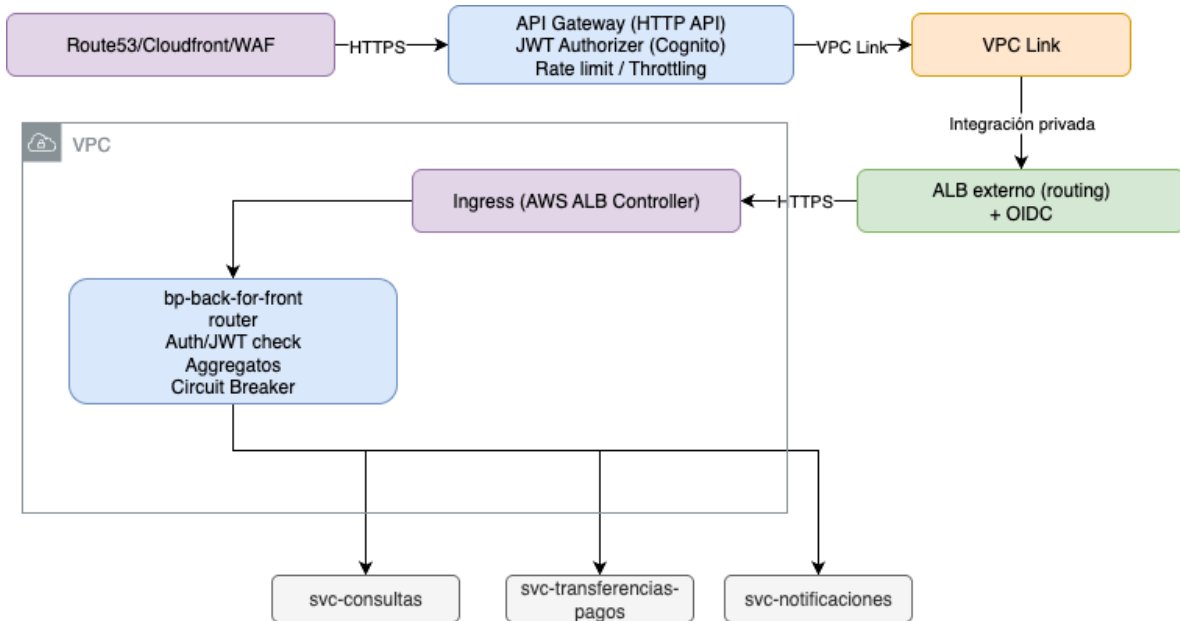 Route53/Cloudfront/WAF
HTTPS
API Gateway (HTTP API)
JWT Authorizer (Cognito)
Rate limit / Throttling
VPC Link
VPC Link
Integración privada
VPC
Ingress (AWS ALB Controller)
HTTPS
ALB externo (routing)
+ OIDC
bp-back-for-front
router
Auth/JWT check
Aggregatos
Circuit Breaker
svc-consultas
svc-transferencias-
pagos
svc-notificaciones